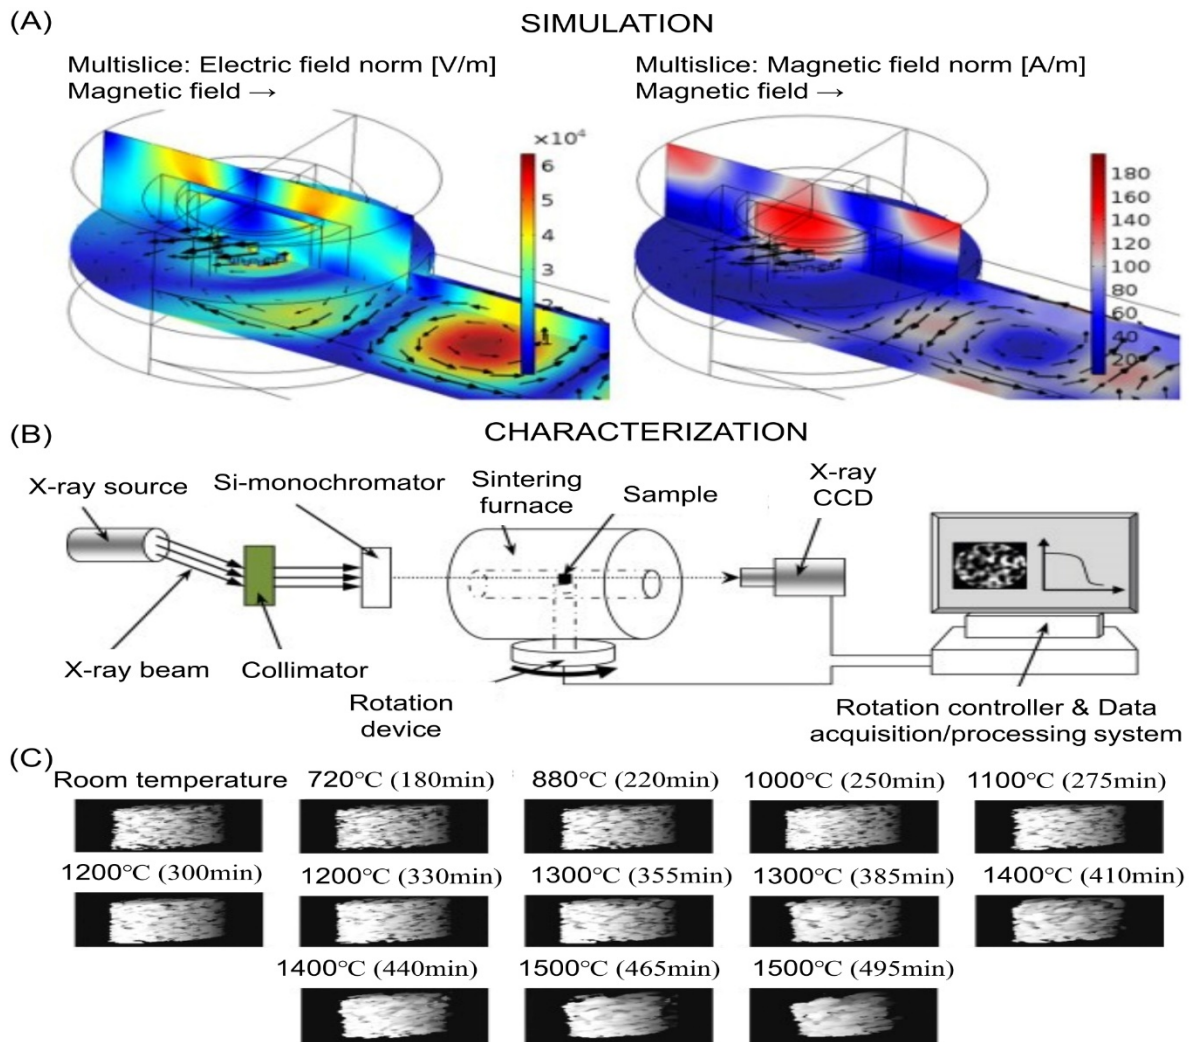 (A)
SIMULATION
Multislice: Electric field norm [V/m]
Magnetic field →
Multislice: Magnetic field norm [A/m]
Magnetic field →
×10⁴
6
5
4
3
2
1
180
160
140
120
100
80
60
40
20
(B)
CHARACTERIZATION
X-ray source
Si-monochromator
Sintering
furnace
Sample
X-ray
CCD
X-ray beam
Collimator
Rotation
device
Rotation controller & Data
acquisition/processing system
(C)
Room temperature
720°C (180min)
880°C (220min)
1000°C (250min)
1100°C (275min)
1200°C (300min)
1200°C (330min)
1300°C (355min)
1300°C (385min)
1400°C (410min)
1400°C (440min)
1500°C (465min)
1500°C (495min)